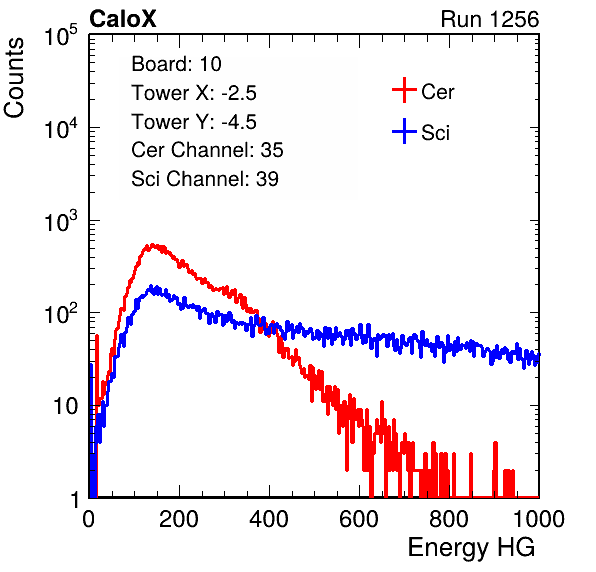 CaloX Run 1256
Counts
10^5
10^4
10^3
10^2
10
1
Board: 10
Tower X: -2.5
Tower Y: -4.5
Cer Channel: 35
Sci Channel: 39
Cer
Sci
0 200 400 600 800 1000
Energy HG